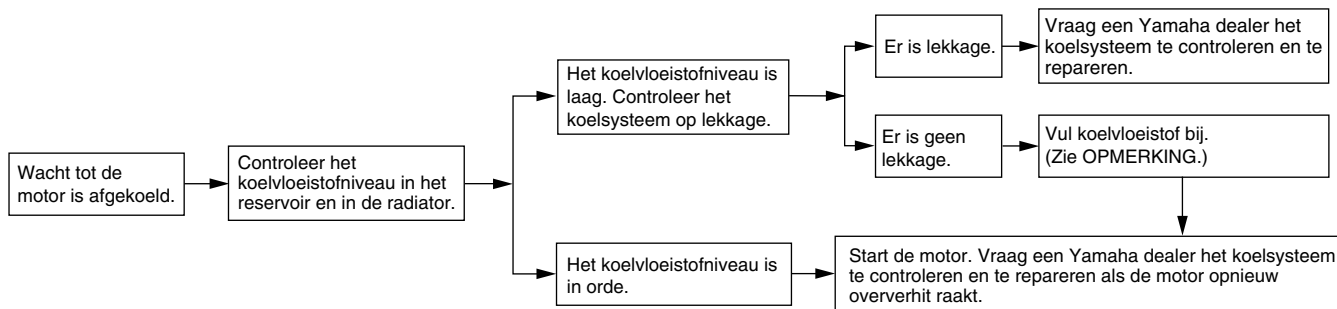 Wacht tot de
motor is afgekoeld.
Controleer het
koelvloeistofniveau in het
reservoir en in de radiator.
Het koelvloeistofniveau is
laag. Controleer het
koelsysteem op lekkage.
Er is lekkage.
Vraag een Yamaha dealer het
koelsysteem te controleren en te
repareren.
Er is geen
lekkage.
Vul koelvloeistof bij.
(Zie OPMERKING.)
Het koelvloeistofniveau is
in orde.
Start de motor. Vraag een Yamaha dealer het koelsysteem
te controleren en te repareren als de motor opnieuw
oververhit raakt.